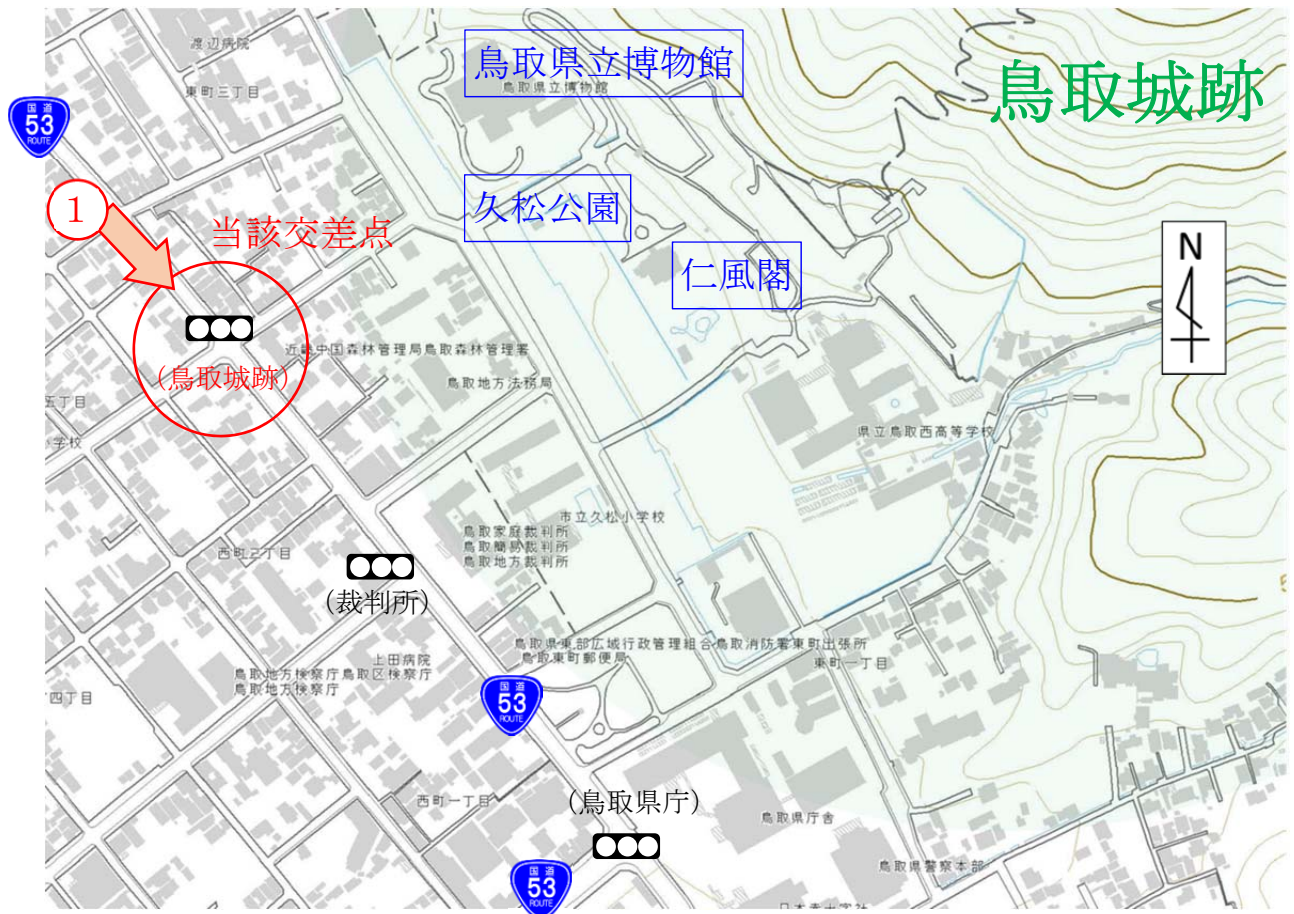 渡辺病院
鳥取県立博物館
鳥取県立博物館
鳥取城跡
東町三丁目
国道
53
ROUTE
1
久松公園
当該交差点
仁風閣
N
(鳥取城跡)
近畿中国森林管理局鳥取森林管理署
鳥取地方法務局
五丁目
小学校
県立鳥取西高等学校
市立久松小学校
鳥取家庭裁判所
鳥取簡易裁判所
鳥取地方裁判所
西町2丁目
(裁判所)
鳥取県東部広域行政管理組合鳥取消防署東町出張所
鳥取東町郵便局
東町一丁目
上田病院
鳥取地方検察庁鳥取区検察庁
鳥取地方検察庁
四丁目
国道
53
ROUTE
西町一丁目
(鳥取県庁)
鳥取県庁舎
鳥取県警察本部
国道
53
ROUTE